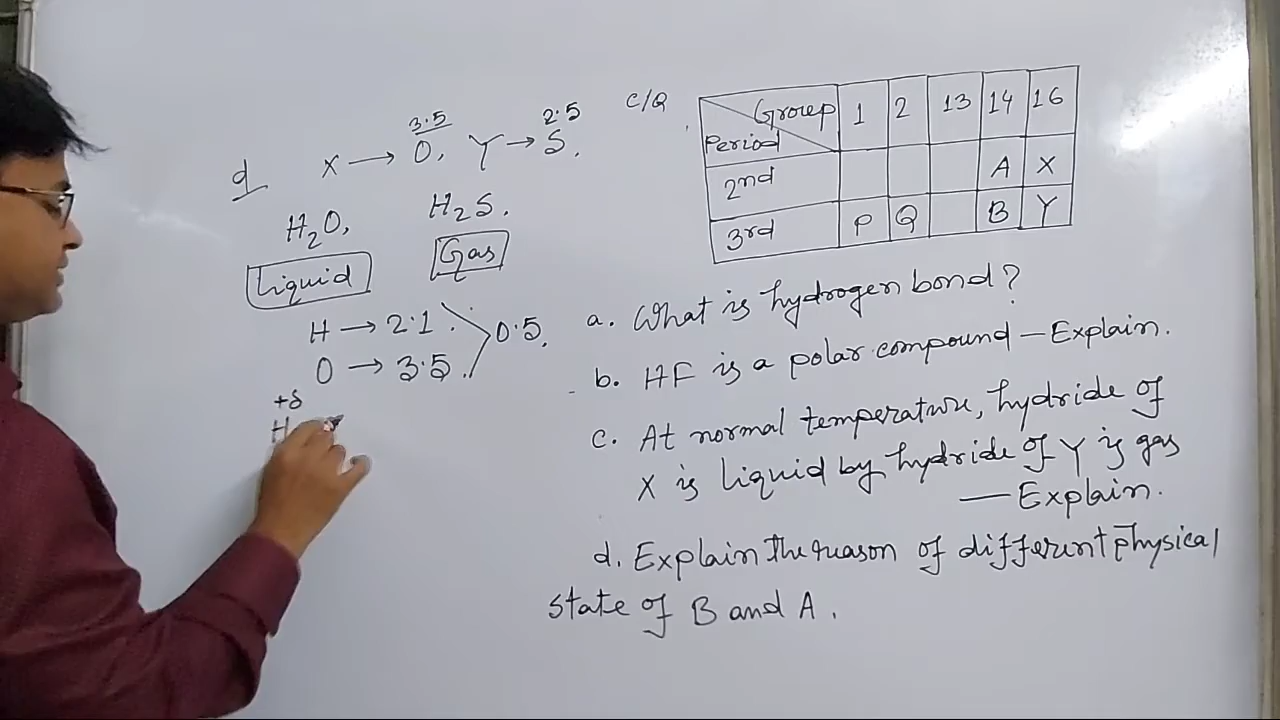 d
X → O, Y → S.
3.5
2.5
H2O, H2S.
Liquid
Gas
H → 2.1
O → 3.5
0.5.
+δ
H
C/Q
Group 1 2 13 14 16
Period
2nd A X
3rd P Q B Y
a. What is hydrogen bond?
b. HF is a polar compound – Explain.
c. At normal temperature, hydride of
X is liquid by hydride of Y is gas
— Explain.
d. Explain the reason of different physical
state of B and A.